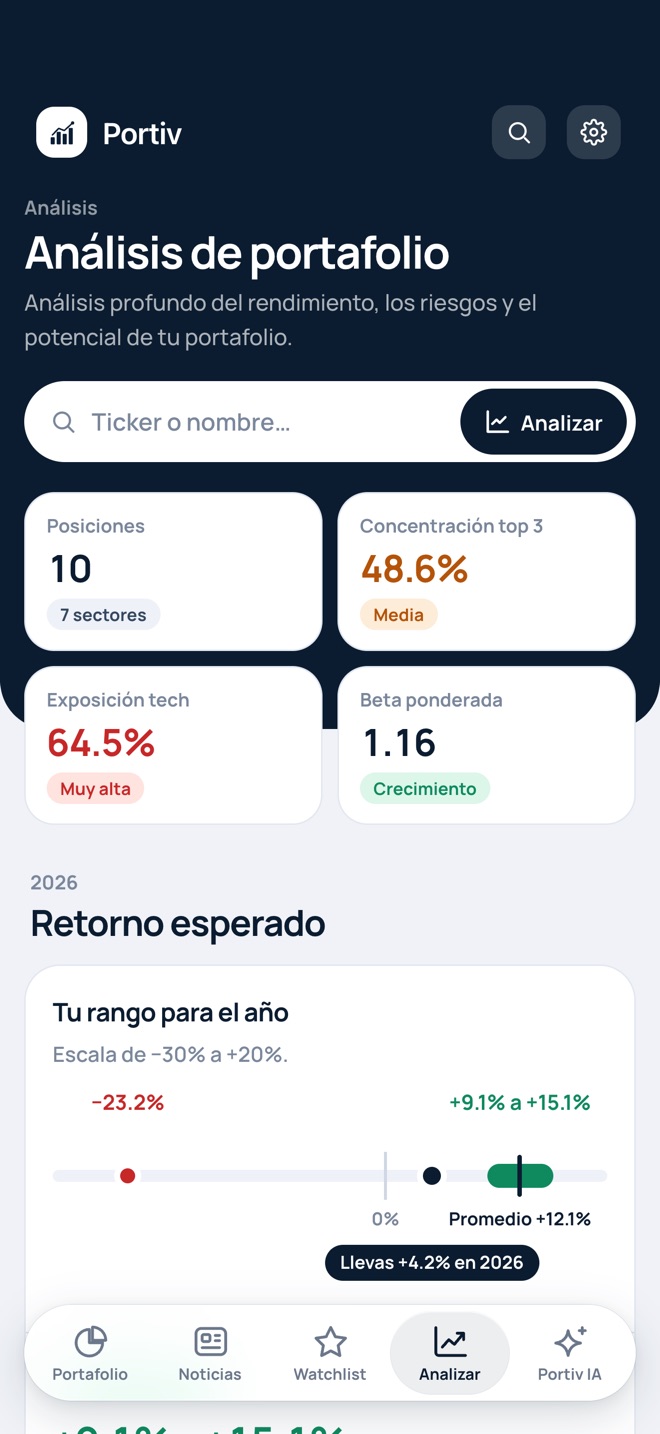 Portiv
Análisis
Análisis de portafolio
Análisis profundo del rendimiento, los riesgos y el
potencial de tu portafolio.
Ticker o nombre...
Analizar
Posiciones
10
7 sectores
Concentración top 3
48.6%
Media
Exposición tech
64.5%
Muy alta
Beta ponderada
1.16
Crecimiento
2026
Retorno esperado
Tu rango para el año
Escala de −30% a +20%.
−23.2%
+9.1% a +15.1%
0%
Promedio +12.1%
Llevas +4.2% en 2026
Portafolio
Noticias
Watchlist
Analizar
Portiv IA